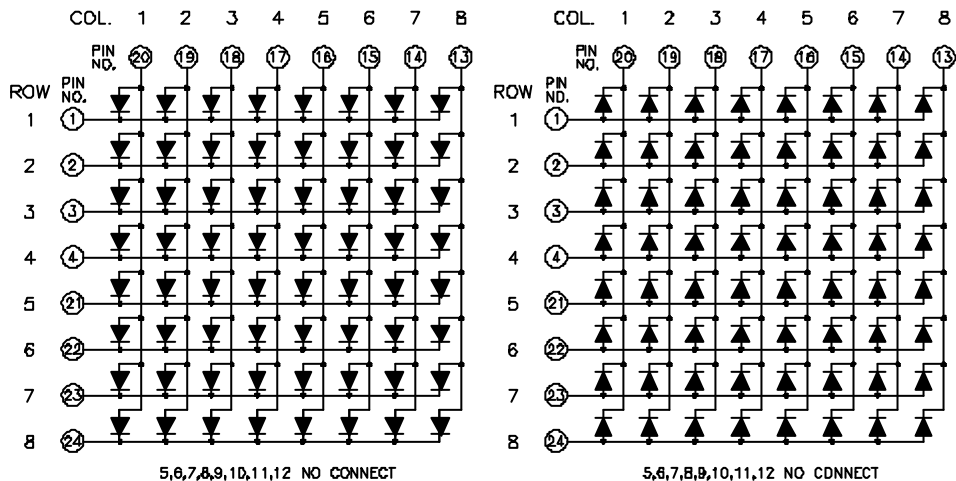 COL. 1 2 3 4 5 6 7 8
PIN NO. 20 19 18 17 16 15 14 13
ROW PIN NO.
1 1
2 2
3 3
4 4
5 21
6 22
7 23
8 24
5,6,7,8,9,10,11,12 NO CONNECT
COL. 1 2 3 4 5 6 7 8
PIN NO. 20 19 18 17 16 15 14 13
ROW PIN NO.
1 1
2 2
3 3
4 4
5 21
6 22
7 23
8 24
5,6,7,8,9,10,11,12 NO CONNECT